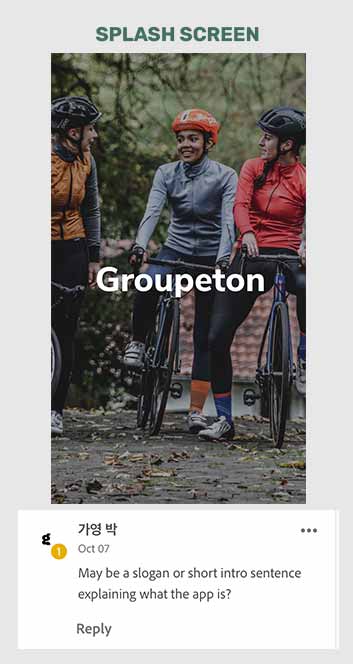 SPLASH SCREEN
Groupeton
g
1
가영 박
Oct 07
May be a slogan or short intro sentence
explaining what the app is?
Reply